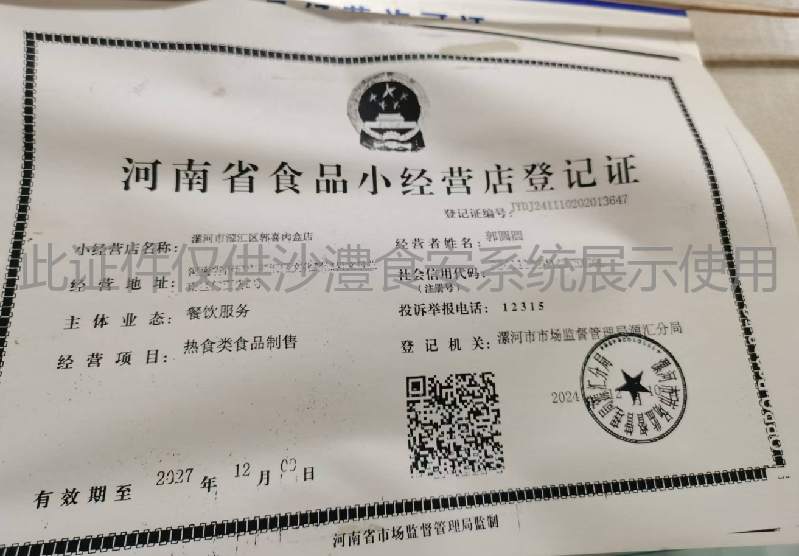 河南省食品小经营店登记证
登记证编号：JYDJ241110202013647
小经营店名称：漯河市源汇区郭喜肉盒店
经营者姓名：郭圆圆
经营地址：
社会信用代码：
（注册号）
主体业态：餐饮服务
投诉举报电话：12315
经营项目：热食类食品制售
登记机关：漯河市市场监督管理局源汇分局
2024
有效期至 2027 年 12 月 日
河南省市场监督管理局监制
此证件仅供沙澧食安系统展示使用